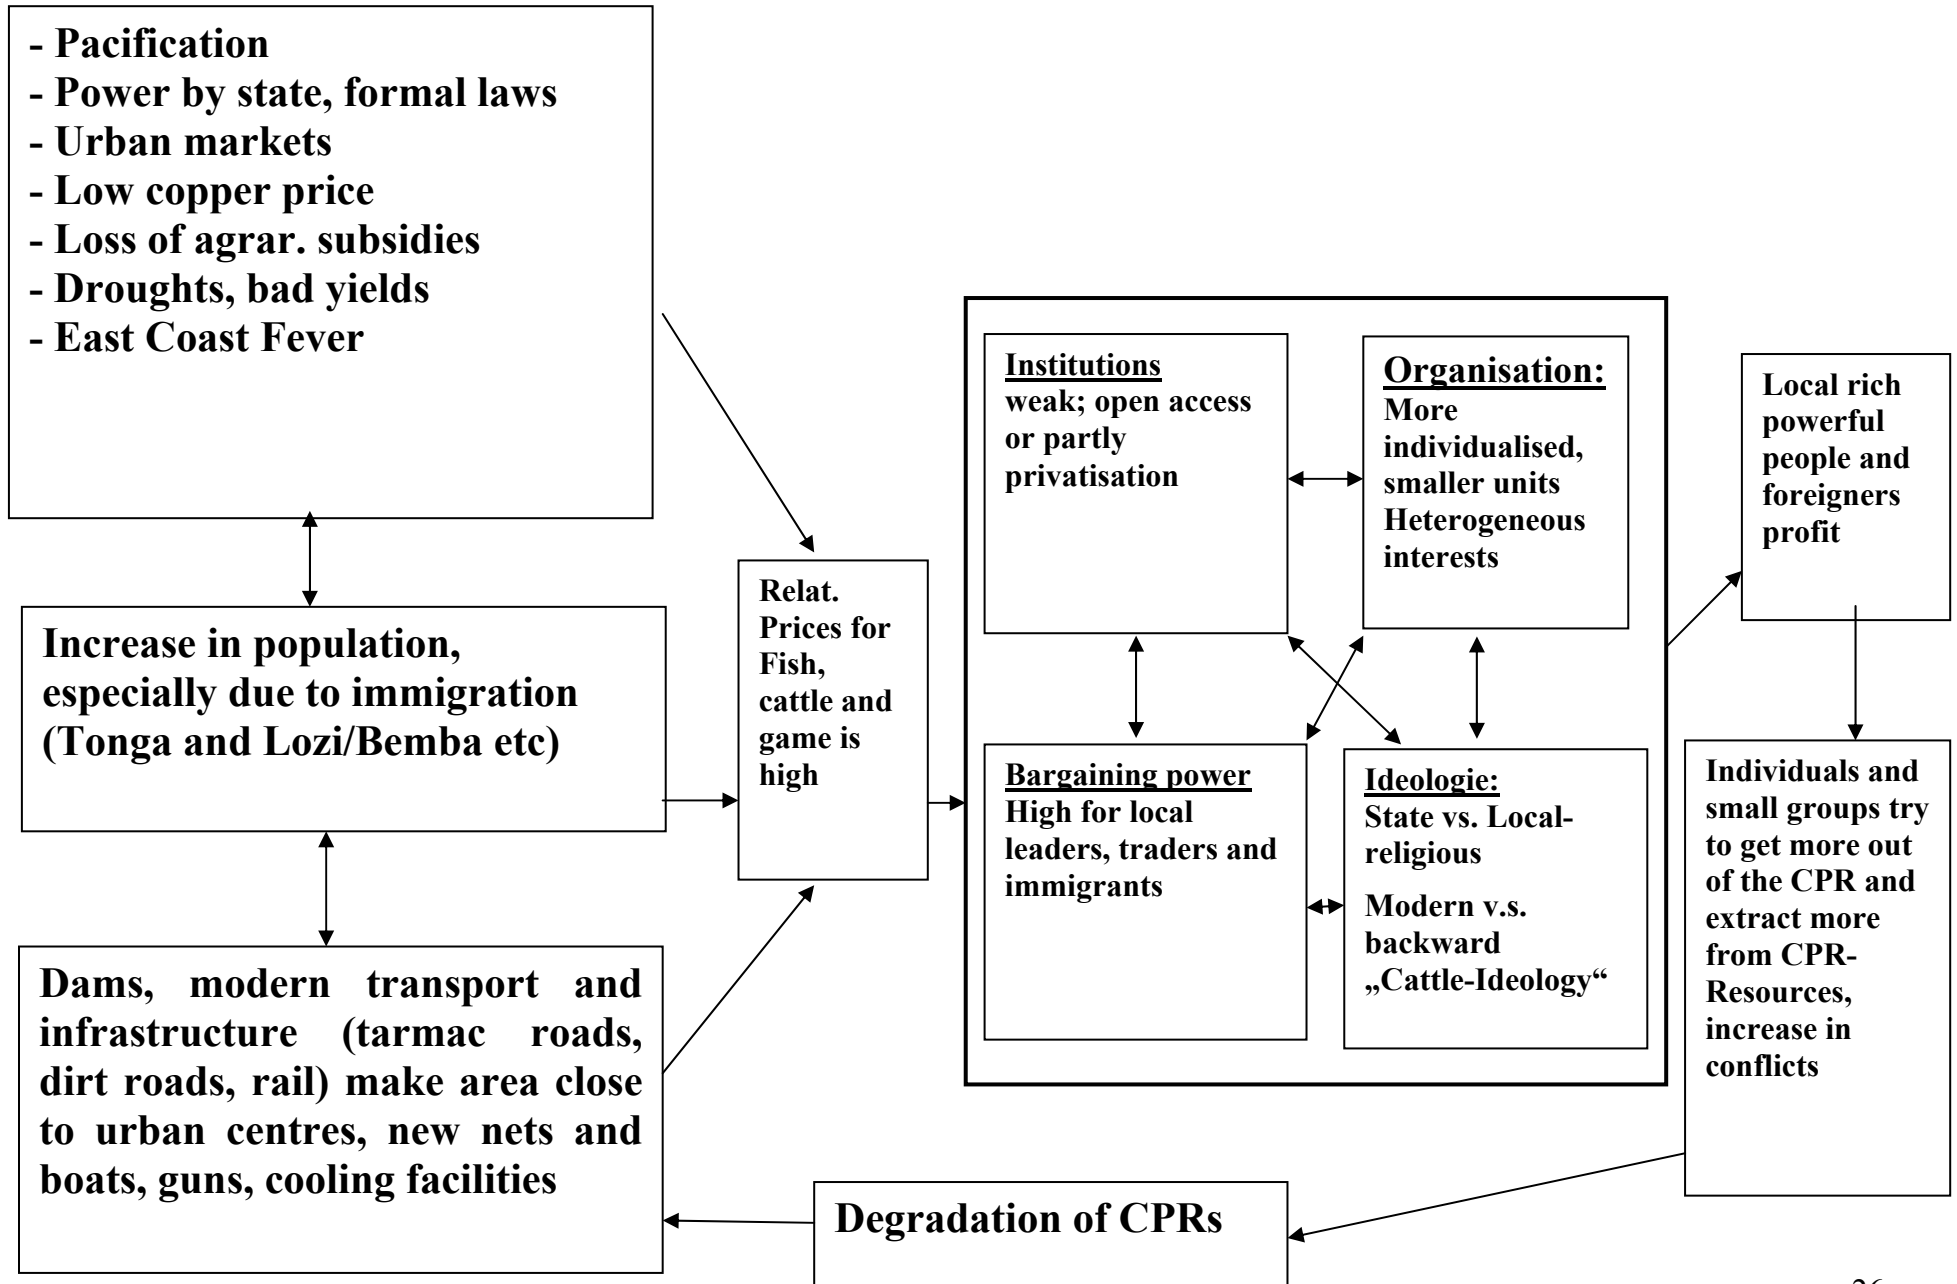 - Pacification
- Power by state, formal laws
- Urban markets
- Low copper price
- Loss of agrar. subsidies
- Droughts, bad yields
- East Coast Fever
Increase in population,
especially due to immigration
(Tonga and Lozi/Bemba etc)
Dams, modern transport and
infrastructure (tarmac roads,
dirt roads, rail) make area close
to urban centres, new nets and
boats, guns, cooling facilities
Relat.
Prices for
Fish,
cattle and
game is
high
Institutions
weak; open access
or partly
privatisation
Organisation:
More
individualised,
smaller units
Heterogeneous
interests
Bargaining power
High for local
leaders, traders and
immigrants
Ideologie:
State vs. Local-
religious
Modern v.s.
backward
„Cattle-Ideology“
Local rich
powerful
people and
foreigners
profit
Individuals and
small groups try
to get more out
of the CPR and
extract more
from CPR-
Resources,
increase in
conflicts
Degradation of CPRs